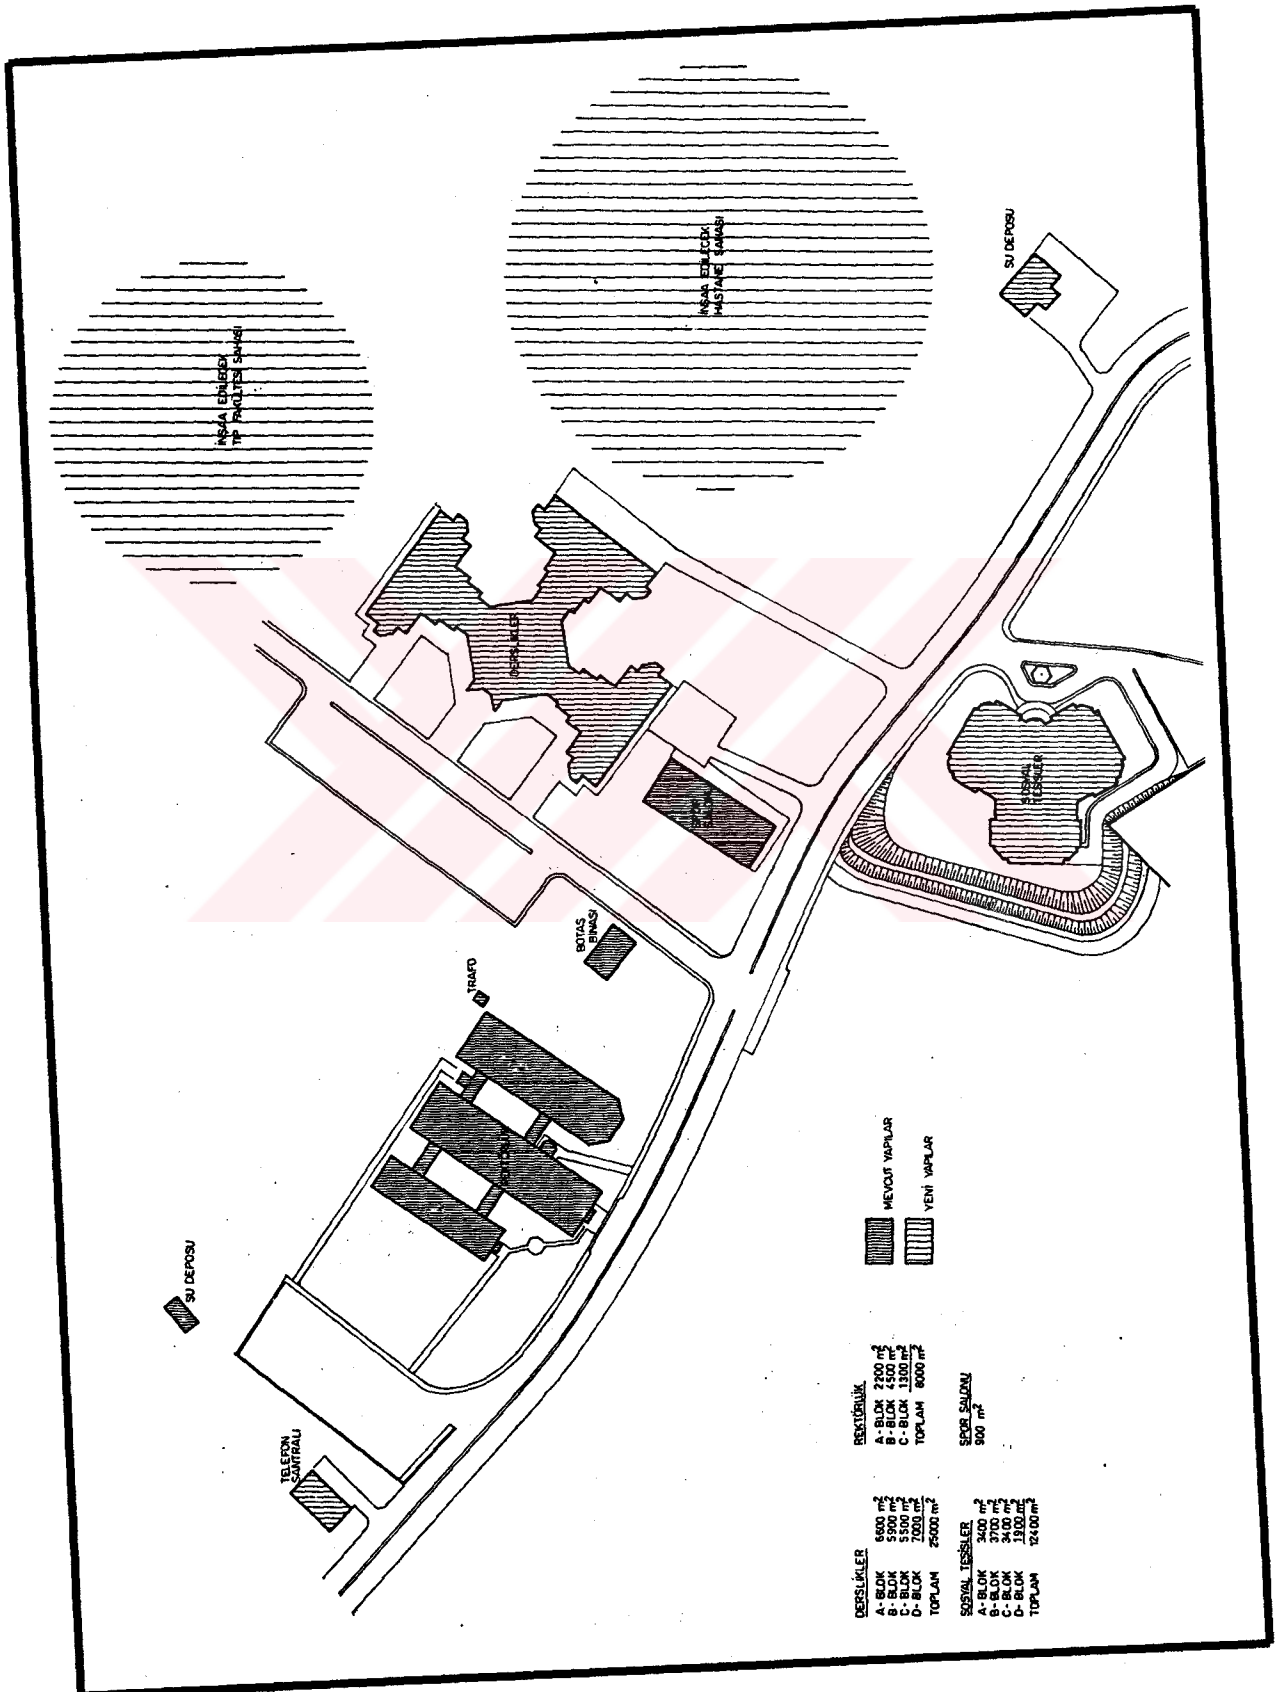 İNŞAA EDİLECEK
TIP FAKÜLTESİ SAHASI
İNŞAA EDİLECEK
HASTANE SAHASI
SU DEPOSU
DERSLİKLER
SPOR
SALONU
SOSYAL
TESİSLER
BOTAŞ
BİNASI
TRAFO
REKTÖRLÜK
SU DEPOSU
TELEFON
SANTRALI
MEVCUT YAPILAR
YENİ YAPILAR
DERSLİKLER
A - BLOK 6600 m²
B - BLOK 5900 m²
C - BLOK 5500 m²
D - BLOK 7000 m²
TOPLAM 25000 m²
REKTÖRLÜK
A - BLOK 2200 m²
B - BLOK 4500 m²
C - BLOK 1300 m²
TOPLAM 8000 m²
SOSYAL TESİSLER
A - BLOK 3400 m²
B - BLOK 3700 m²
C - BLOK 3400 m²
D - BLOK 1900 m²
TOPLAM 12400 m²
SPOR SALONU
900 m²